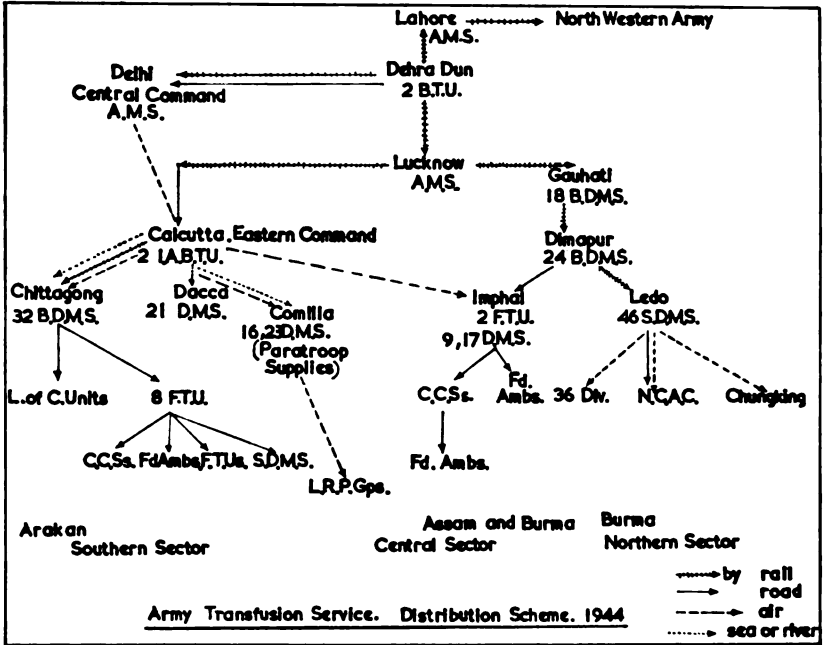 Lahore
A.M.S.
North Western Army
Delhi
Central Command
A.M.S.
Dehra Dun
2 B.T.U.
Lucknow
A.M.S.
Gauhati
18 B.D.M.S.
Calcutta. Eastern Command
2 I.A.B.T.U.
Dimapur
24 B.D.M.S.
Chittagong
32 B.D.M.S.
Dacca
21 D.M.S.
Comilla
16,23D.M.S.
(Paratroop
Supplies)
Imphal
2 F.T.U.
9,17 D.M.S.
Ledo
46 S.D.M.S.
L.of C.Units
8 F.T.U.
C.C.Ss.
Fd.
Ambs.
36 Div.
N.C.A.C.
Chungking
C.C.Ss. FdAmbs,F.T.Us, S.D.M.S.
L.R.P. Gps.
Fd. Ambs.
Arakan
Southern Sector
Assam and Burma
Central Sector
Burma
Northern Sector
by rail
road
air
sea or river
Army Transfusion Service. Distribution Scheme. 1944